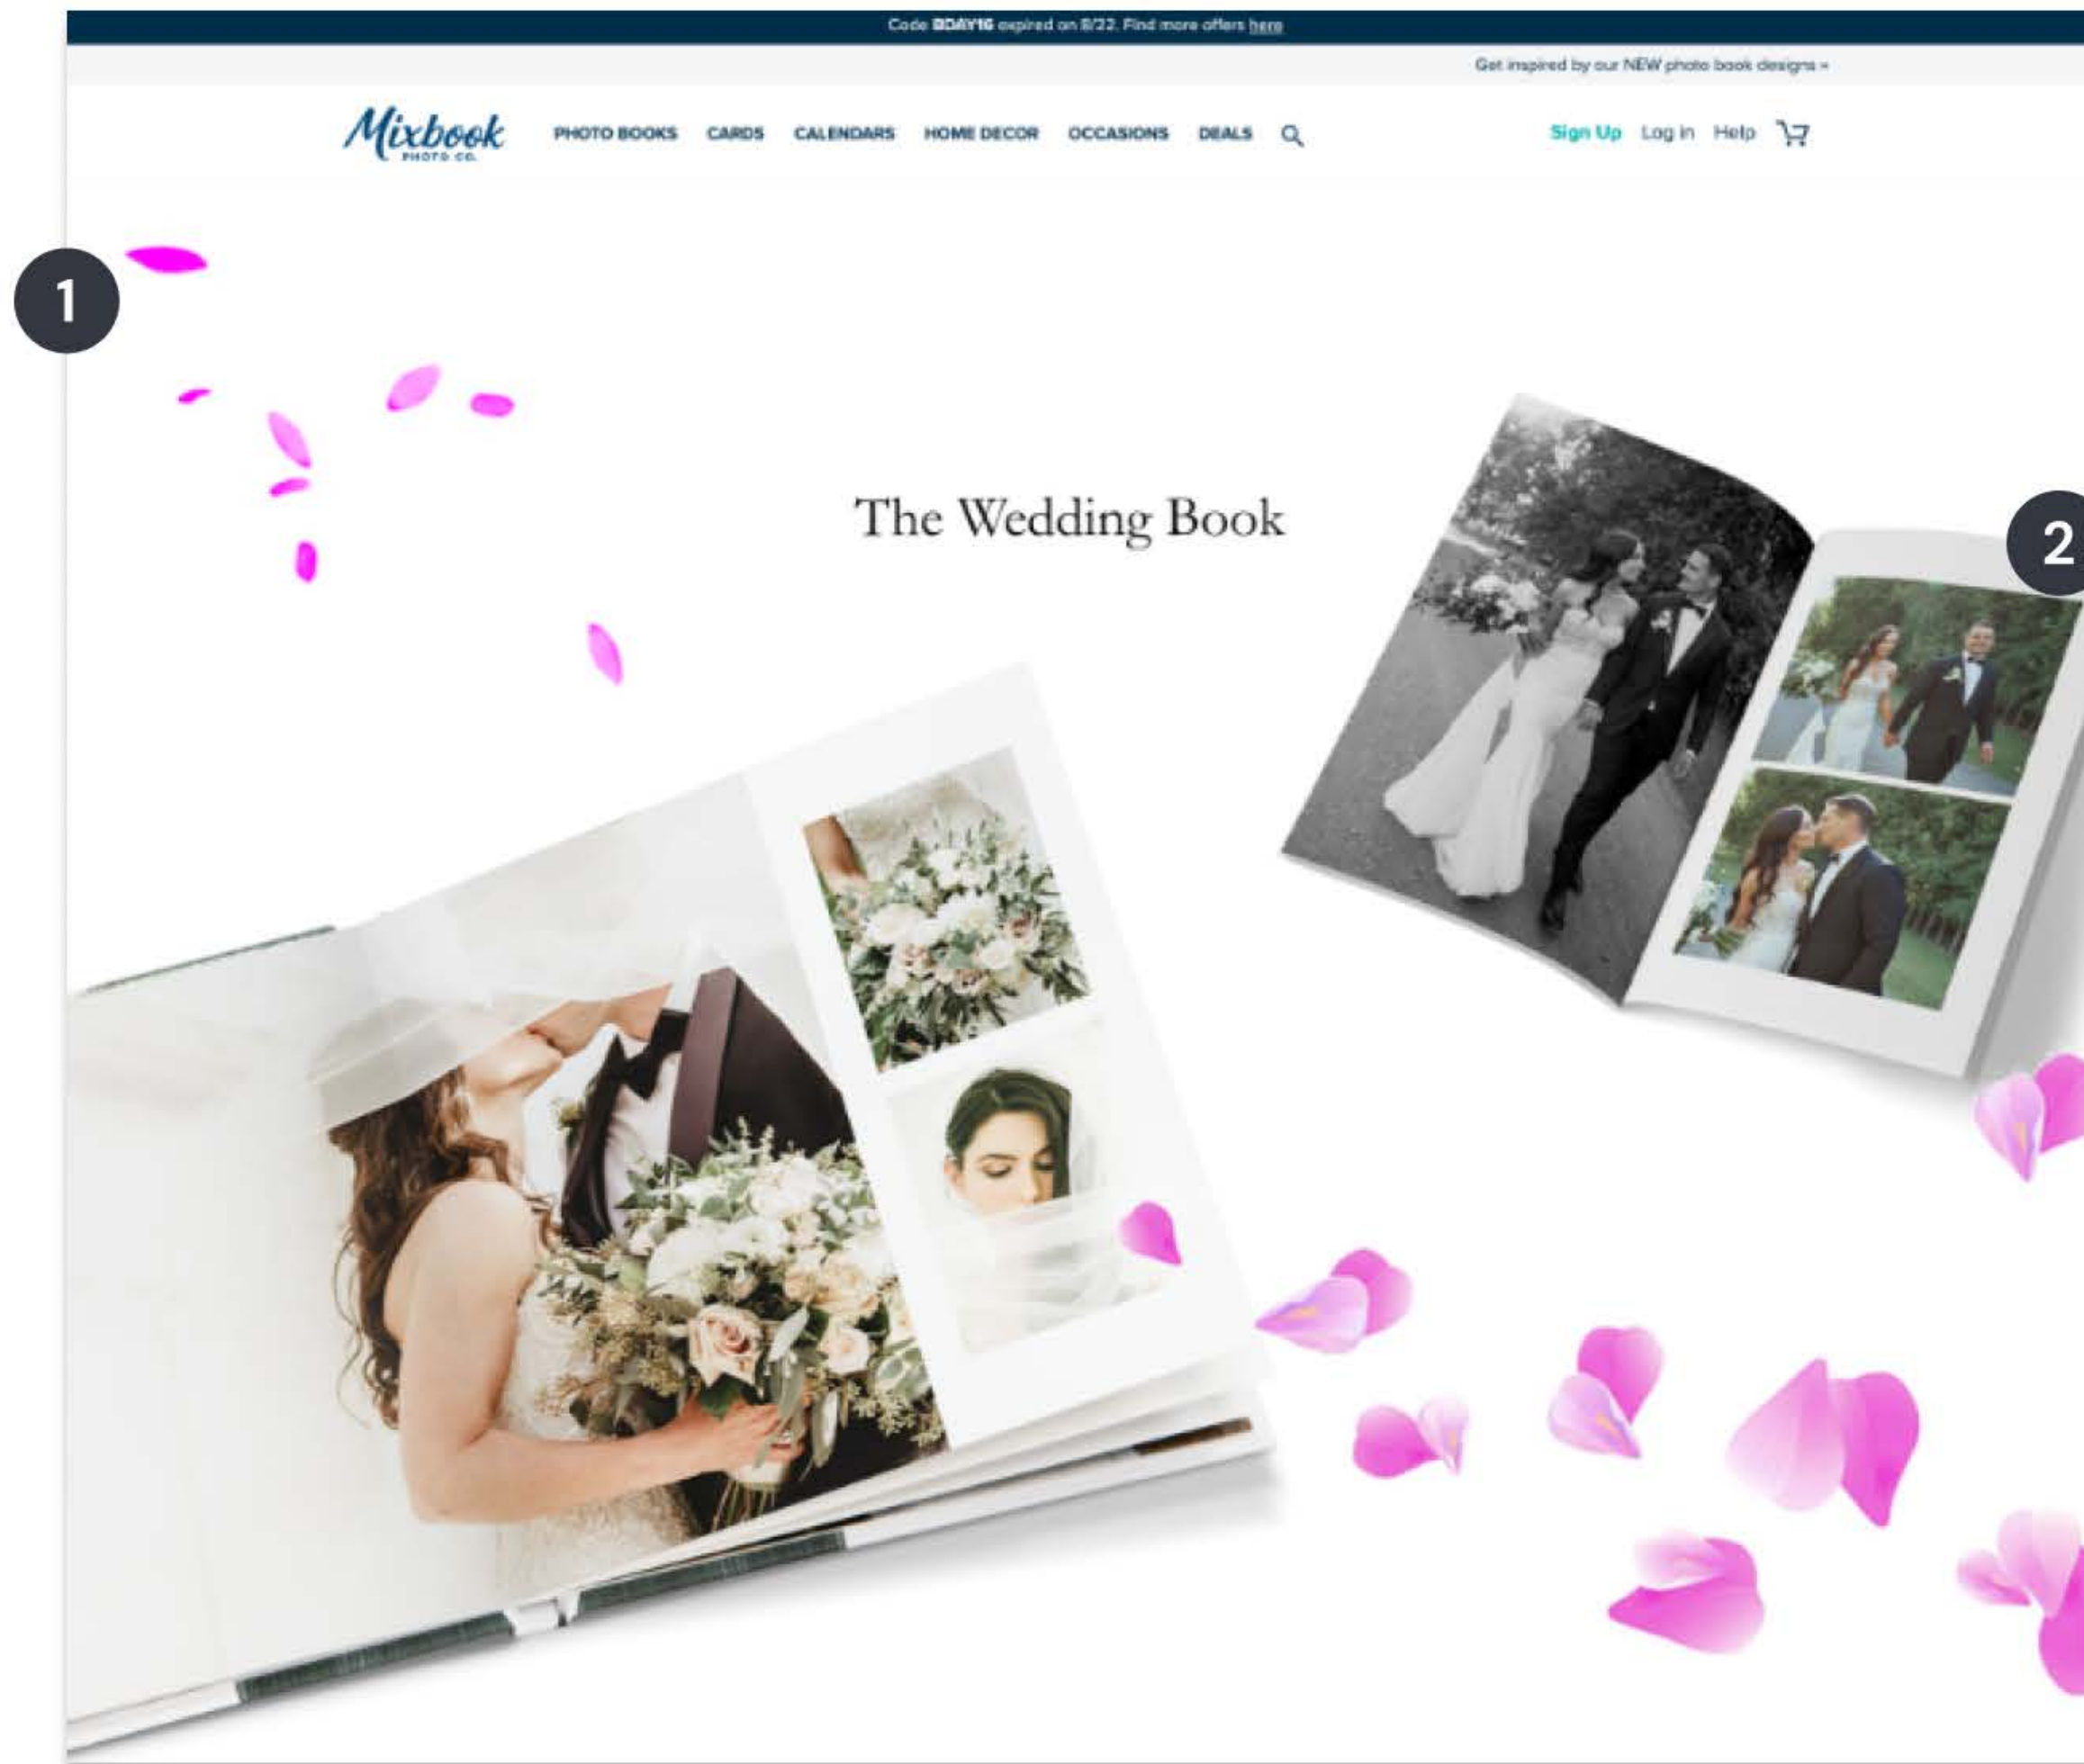 Code BDAY16 expired on 8/22. Find more offers here
Get inspired by our NEW photo book designs »
Mixbook
PHOTO CO.
PHOTO BOOKS CARDS CALENDARS HOME DECOR OCCASIONS DEALS
Sign Up Log in Help
1
The Wedding Book
2